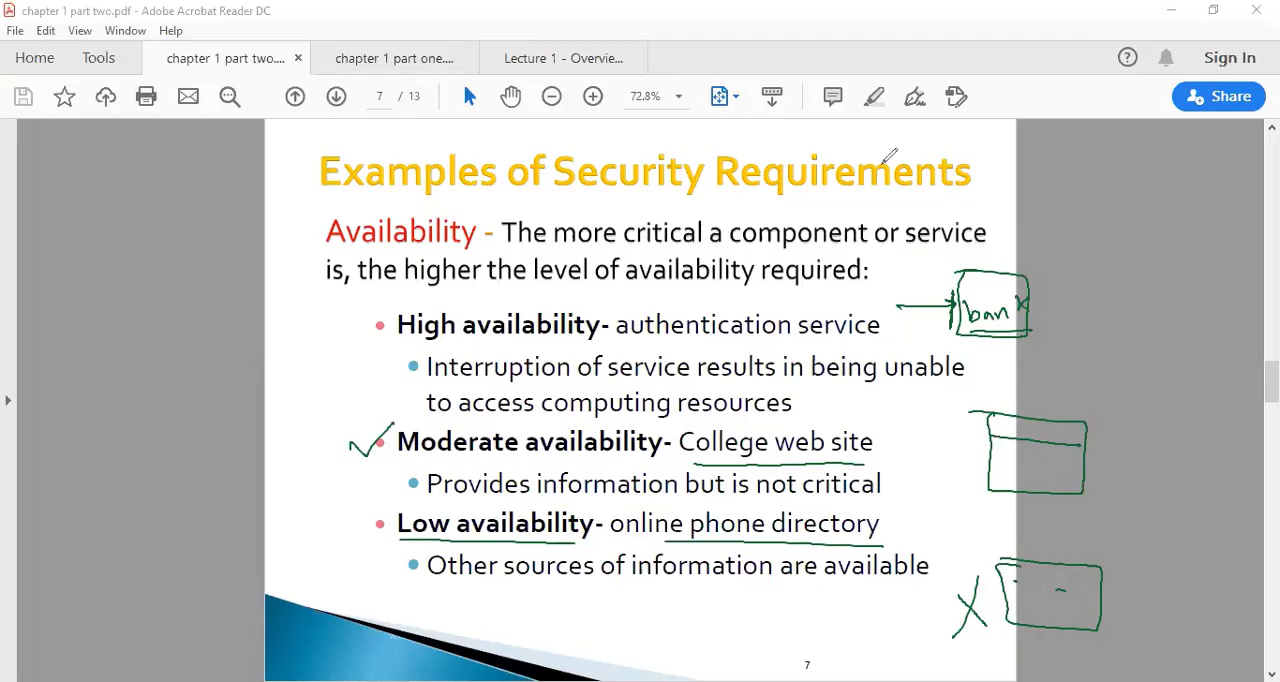 chapter 1 part two.pdf - Adobe Acrobat Reader DC
File Edit View Window Help
Home Tools chapter 1 part two.... × chapter 1 part one.... Lecture 1 - Overvie... Sign In
7 / 13 72.8% Share
Examples of Security Requirements
Availability - The more critical a component or service
is, the higher the level of availability required:
• High availability- authentication service
• Interruption of service results in being unable
to access computing resources
• Moderate availability- College web site
• Provides information but is not critical
• Low availability- online phone directory
• Other sources of information are available
bank
X
7